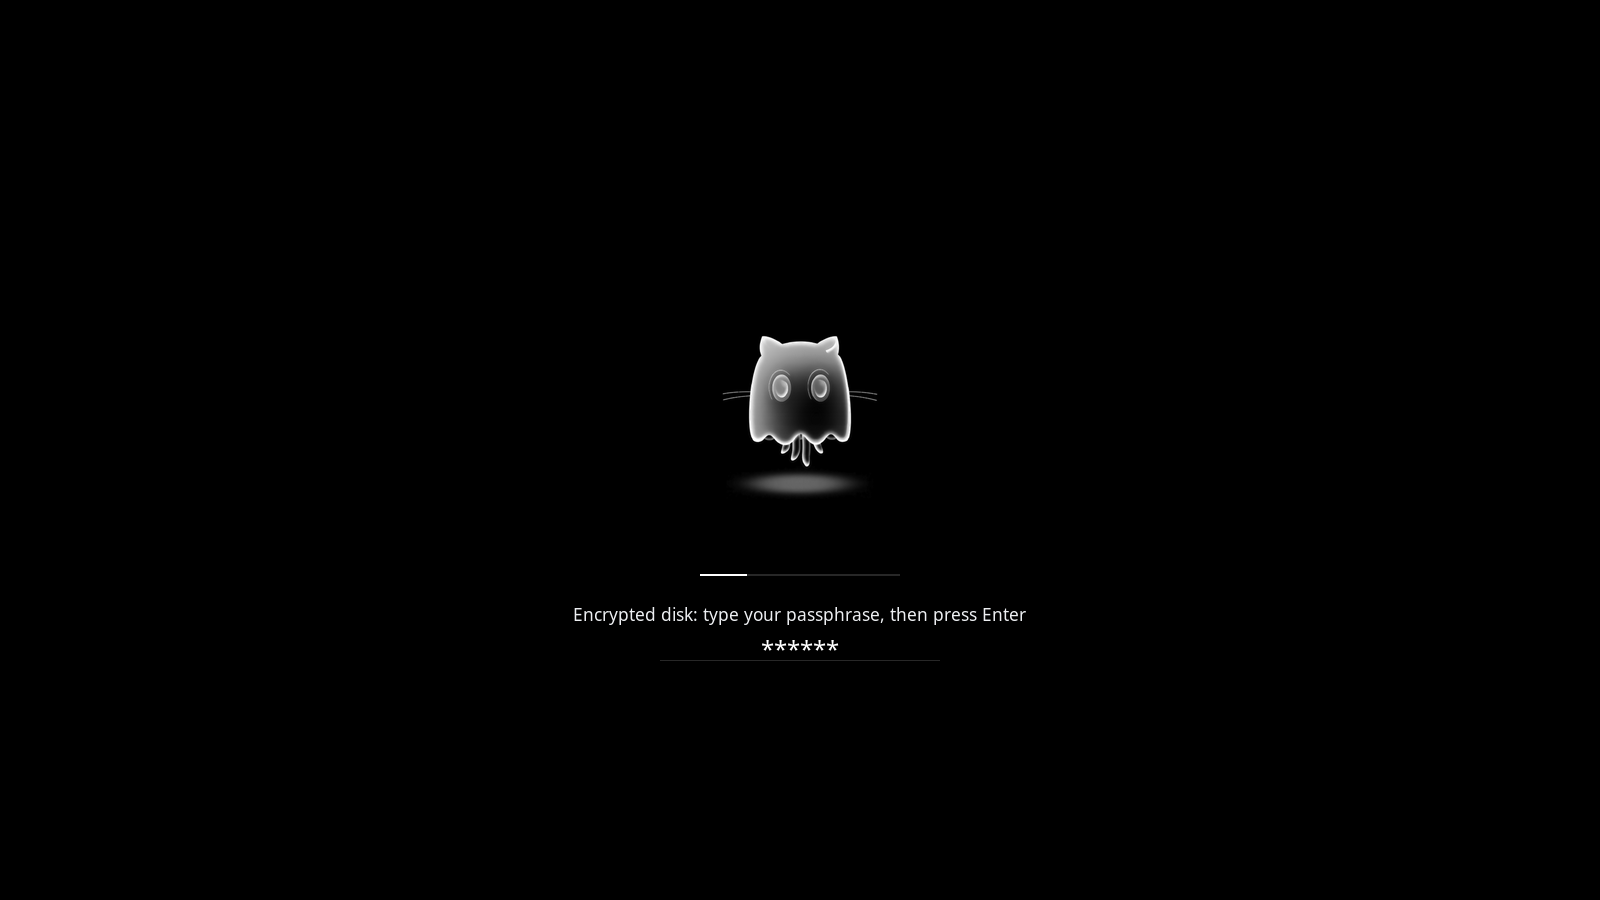 Encrypted disk: type your passphrase, then press Enter
******